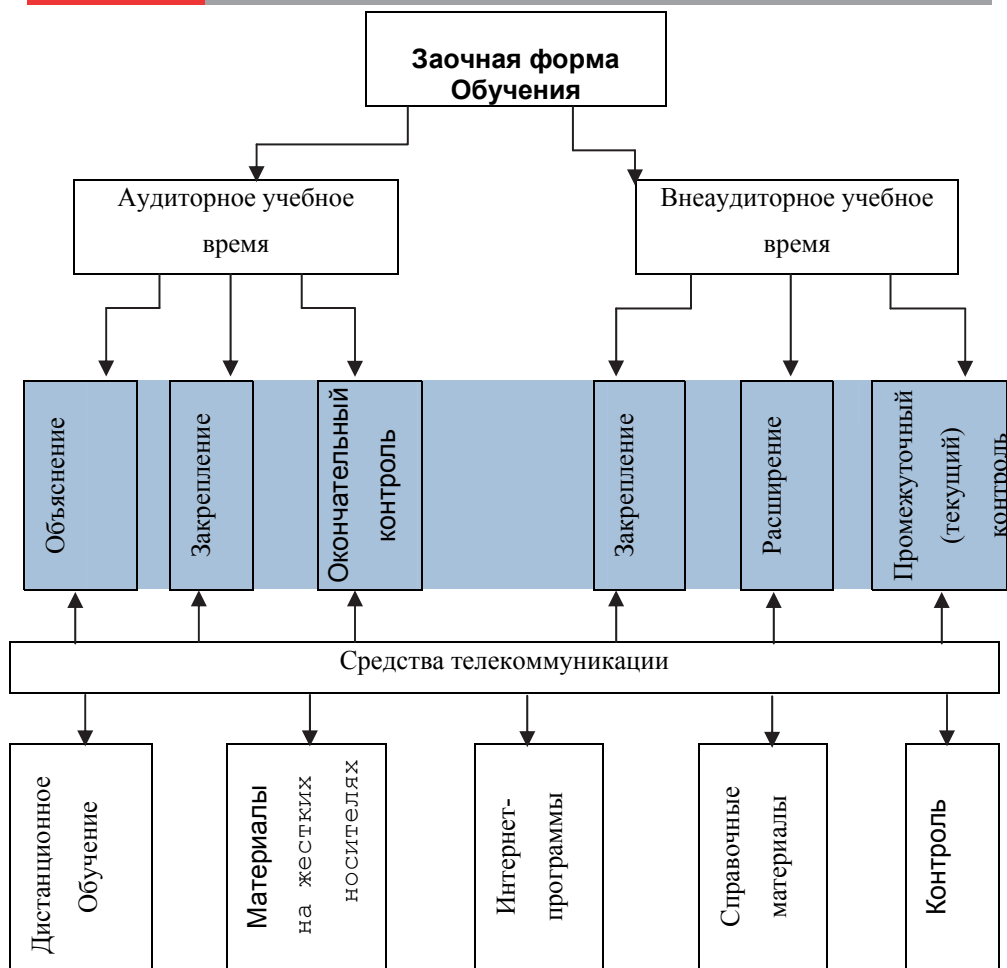 Заочная форма
Обучения
Аудиторное учебное
время
Внеаудиторное учебное
время
Объяснение
Закрепление
Окончательный
контроль
Закрепление
Расширение
Промежуточный
(текущий)
контроль
Средства телекоммуникации
Дистанционное
Обучение
Материалы
на жестких
носителях
Интернет-
программы
Справочные
материалы
Контроль